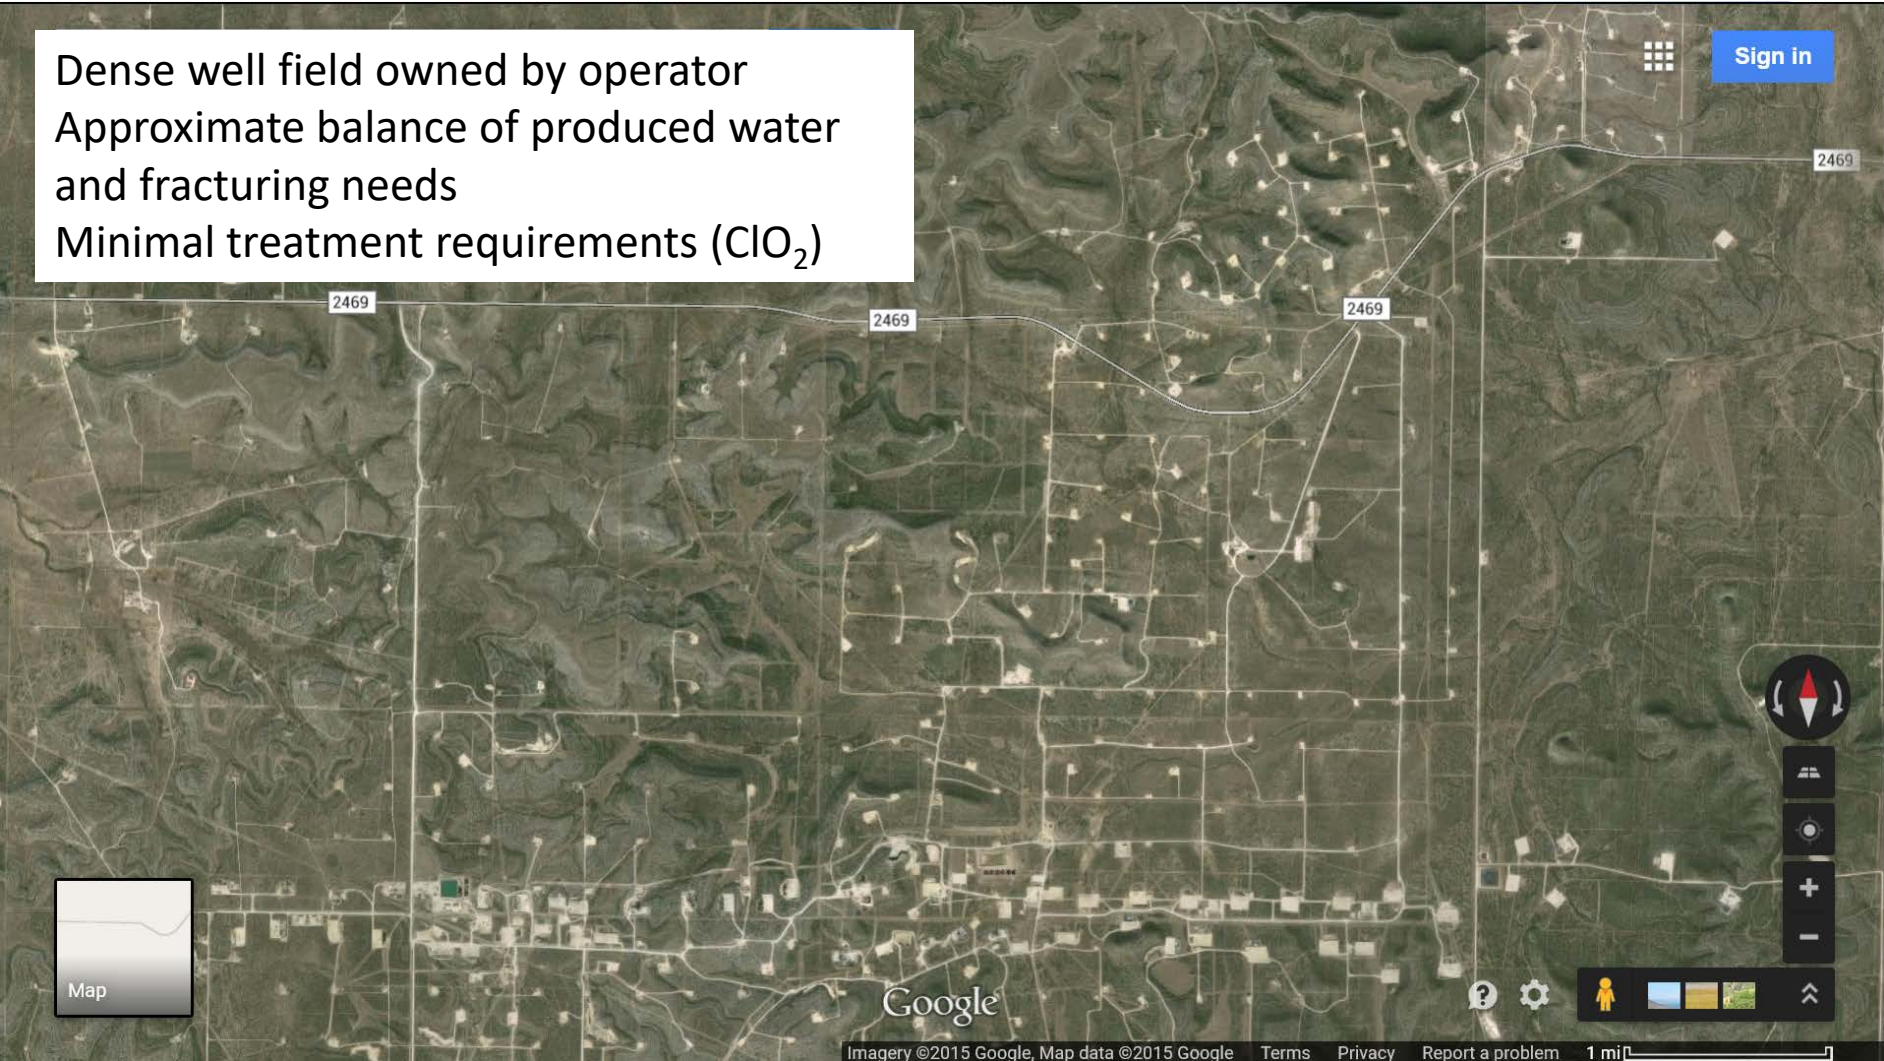 Dense well field owned by operator
Approximate balance of produced water
and fracturing needs
Minimal treatment requirements (ClO₂)
Sign in
2469
2469
2469
2469
Map
Google
Imagery ©2015 Google, Map data ©2015 Google Terms Privacy Report a problem 1 mi